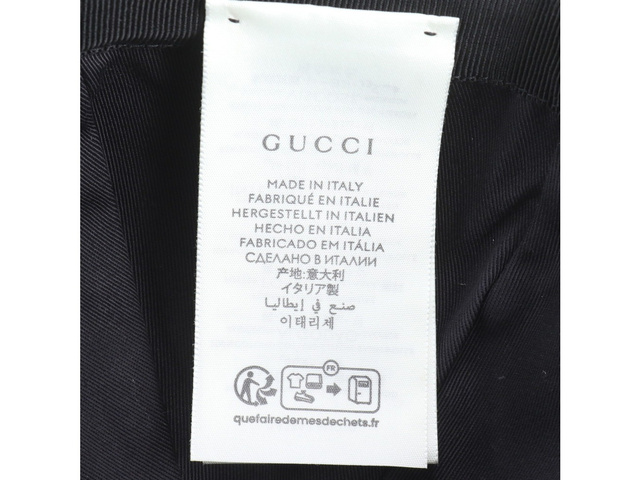 GUCCI
MADE IN ITALY
FABRIQUÉ EN ITALIE
HERGESTELLT IN ITALIEN
HECHO EN ITALIA
FABRICADO EM ITÁLIA
СДЕЛАНО В ИТАЛИИ
产地:意大利
イタリア製
صنع في إيطاليا
이태리제
FR
quefairedemesdechets.fr